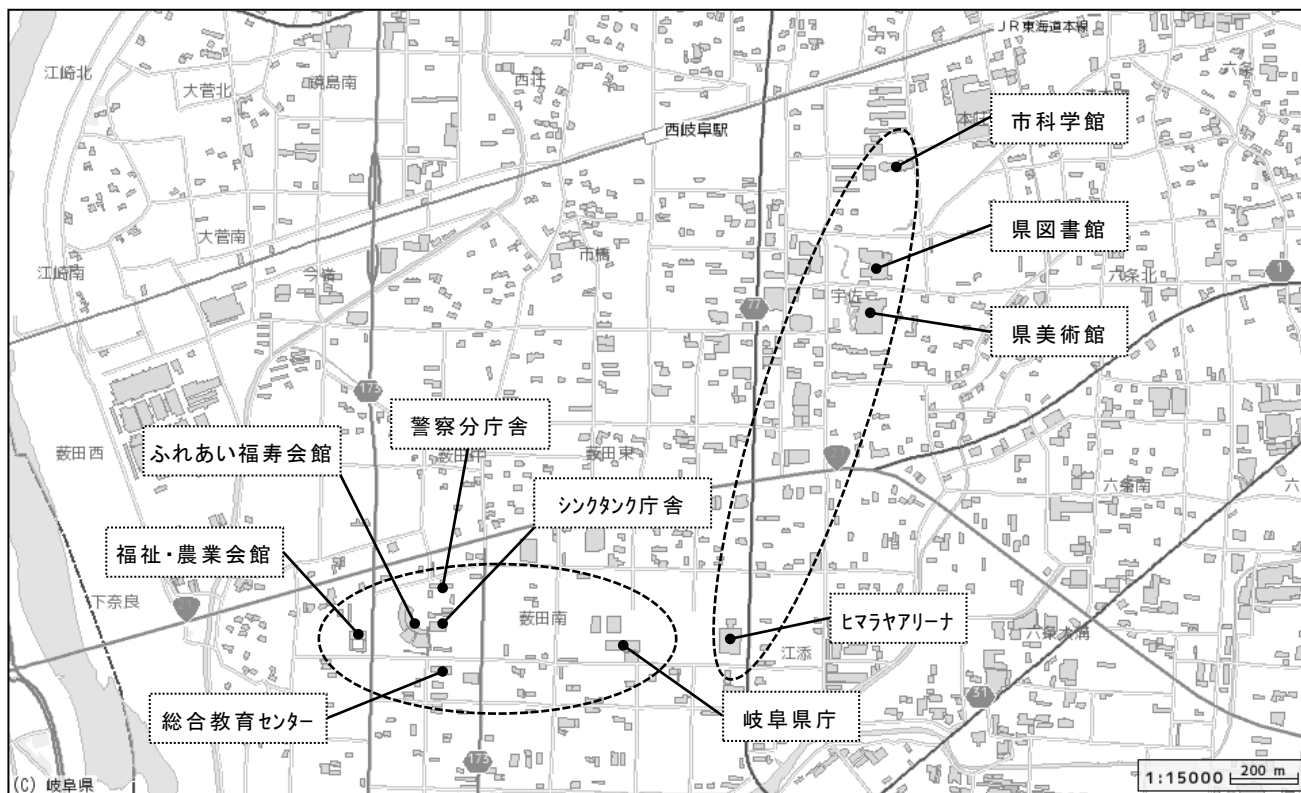 JR東海道本線
江崎北
大菅北
鏡島南
西荘
六条
市科学館
西岐阜駅
県図書館
大菅南
江崎南
今嶺
市橋
六条北
1
宇佐
77
県美術館
173
警察分庁舎
ふれあい福寿会館
薮田西
薮田中
薮田東
21
六条南
六
シンクタンク庁舎
福祉・農業会館
下奈良
21
薮田南
ヒマラヤアリーナ
江添
六条大溝
総合教育センター
岐阜県庁
31
173
(C) 岐阜県
1:15000 200 m